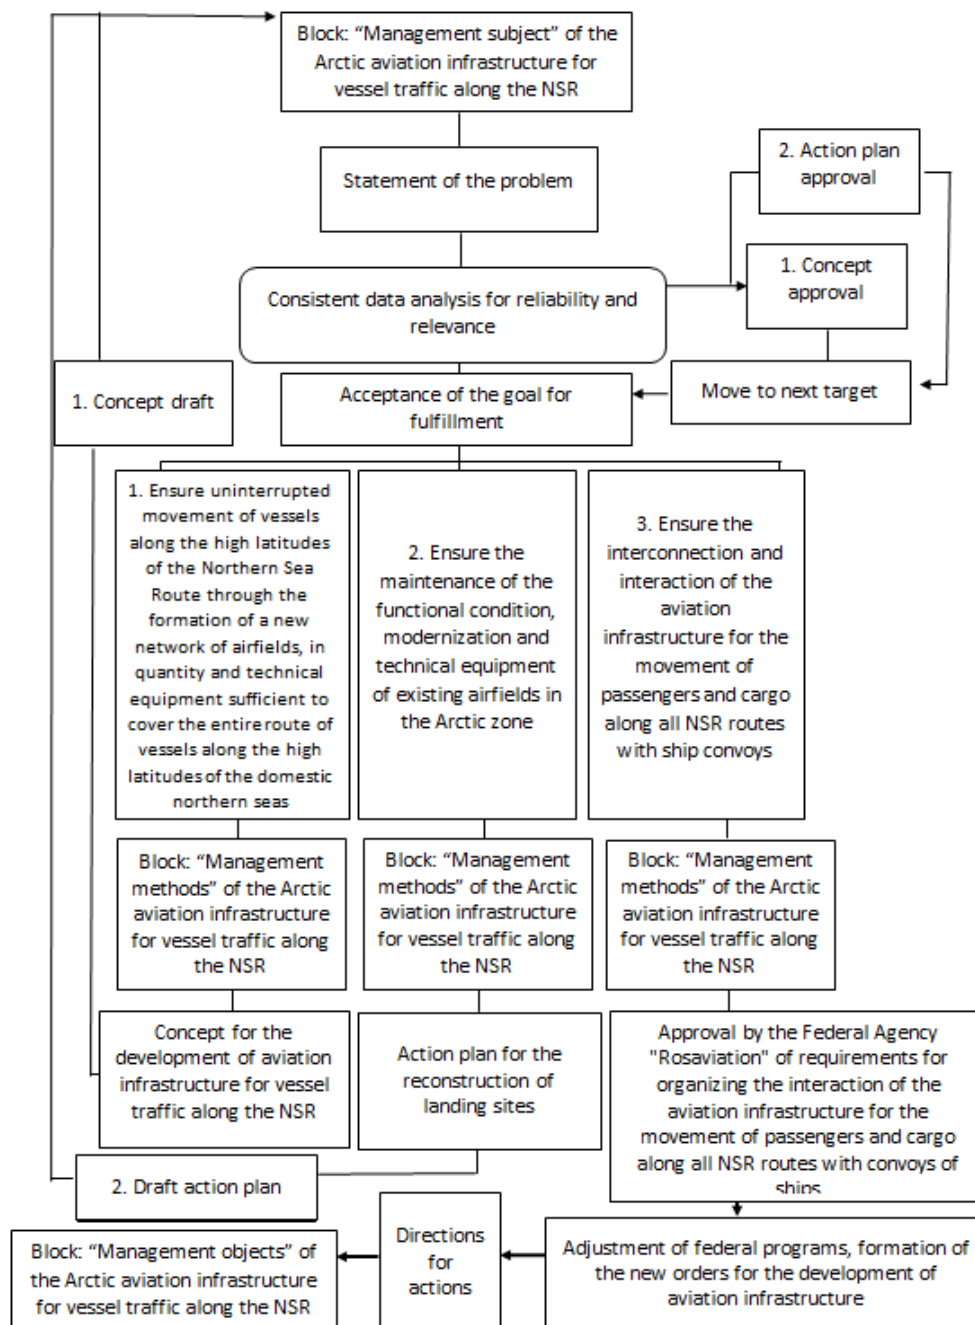 Block: “Management subject” of the
Arctic aviation infrastructure for
vessel traffic along the NSR
Statement of the problem
2. Action plan
approval
1. Concept
approval
Consistent data analysis for reliability and
relevance
Move to next target
1. Concept draft
Acceptance of the goal for
fulfillment
1. Ensure uninterrupted
movement of vessels
along the high latitudes
of the Northern Sea
Route through the
formation of a new
network of airfields, in
quantity and technical
equipment sufficient to
cover the entire route of
vessels along the high
latitudes of the domestic
northern seas
2. Ensure the
maintenance of the
functional condition,
modernization and
technical equipment
of existing airfields in
the Arctic zone
3. Ensure the
interconnection and
interaction of the
aviation
infrastructure for the
movement of
passengers and cargo
along all NSR routes
with ship convoys
Block: “Management
methods” of the Arctic
aviation infrastructure
for vessel traffic along
the NSR
Block: “Management
methods” of the Arctic
aviation infrastructure
for vessel traffic along
the NSR
Block: “Management
methods” of the Arctic
aviation infrastructure
for vessel traffic along
the NSR
Concept for the
development of aviation
infrastructure for vessel
traffic along the NSR
Action plan for the
reconstruction of
landing sites
Approval by the Federal Agency
"Rosaviation" of requirements for
organizing the interaction of the
aviation infrastructure for the
movement of passengers and cargo
along all NSR routes with convoys of
ships
2. Draft action plan
Block: “Management objects” of
the Arctic aviation infrastructure
for vessel traffic along the NSR
Directions
for
actions
Adjustment of federal programs, formation of
the new orders for the development of
aviation infrastructure